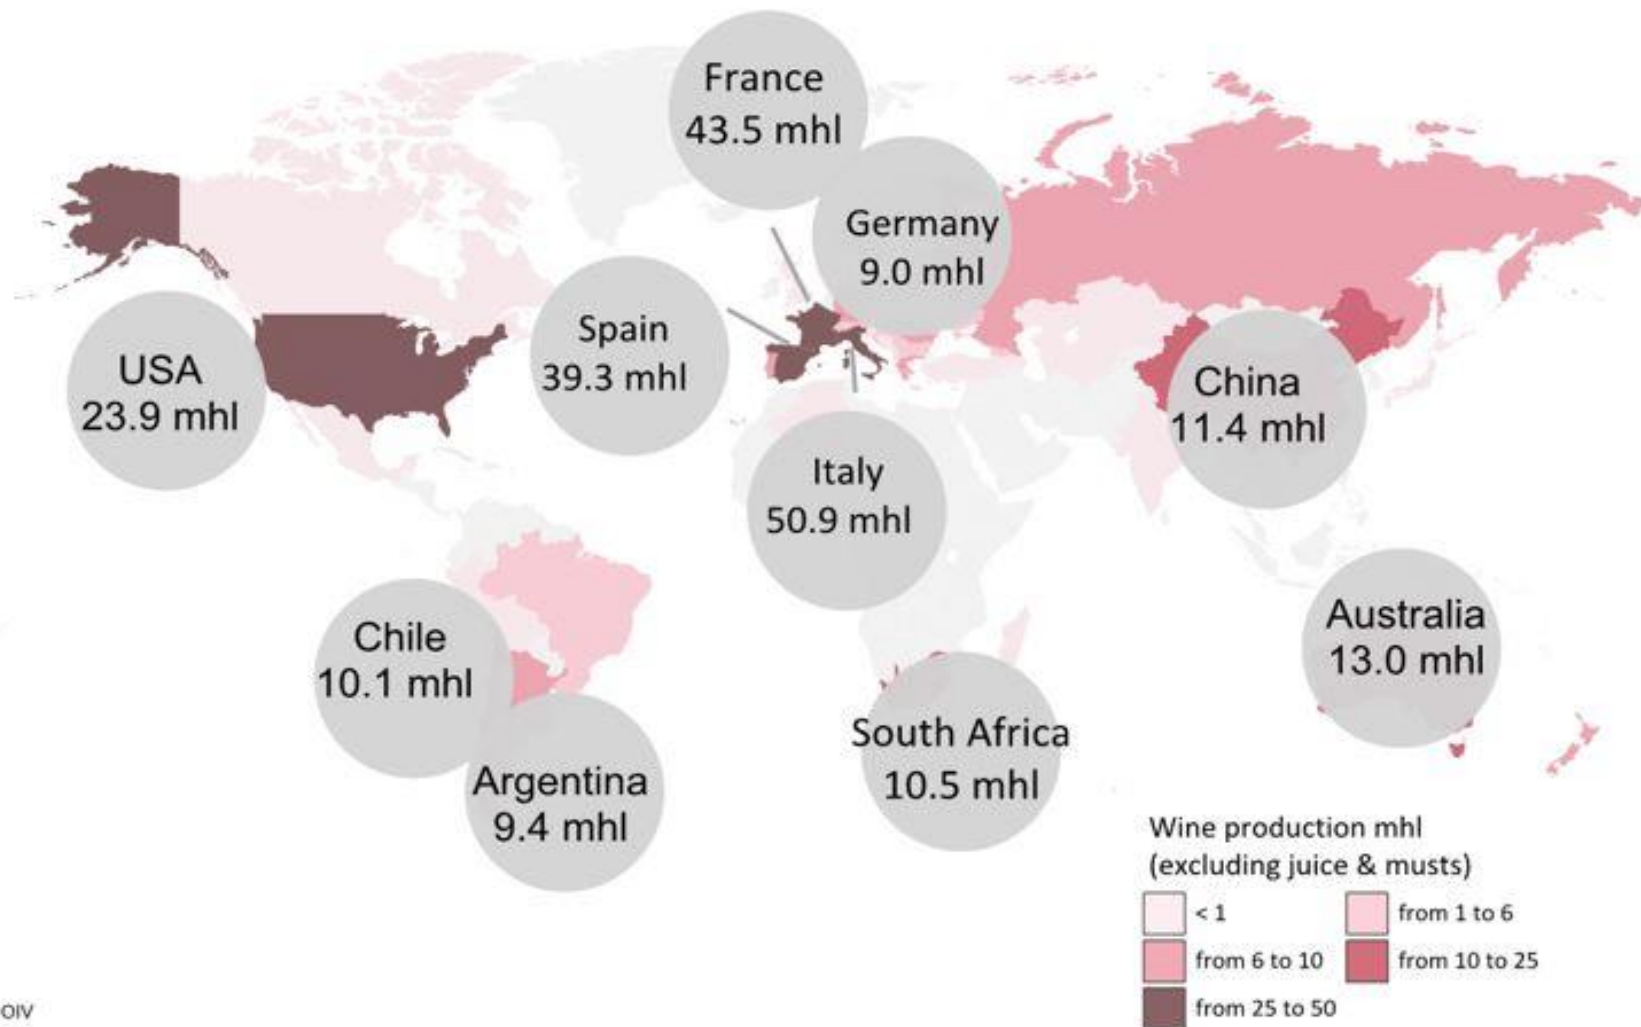 France
43.5 mhl
Germany
9.0 mhl
Spain
39.3 mhl
USA
23.9 mhl
China
11.4 mhl
Italy
50.9 mhl
Chile
10.1 mhl
Australia
13.0 mhl
South Africa
10.5 mhl
Argentina
9.4 mhl
Wine production mhl
(excluding juice & musts)
< 1
from 1 to 6
from 6 to 10
from 10 to 25
from 25 to 50
OIV